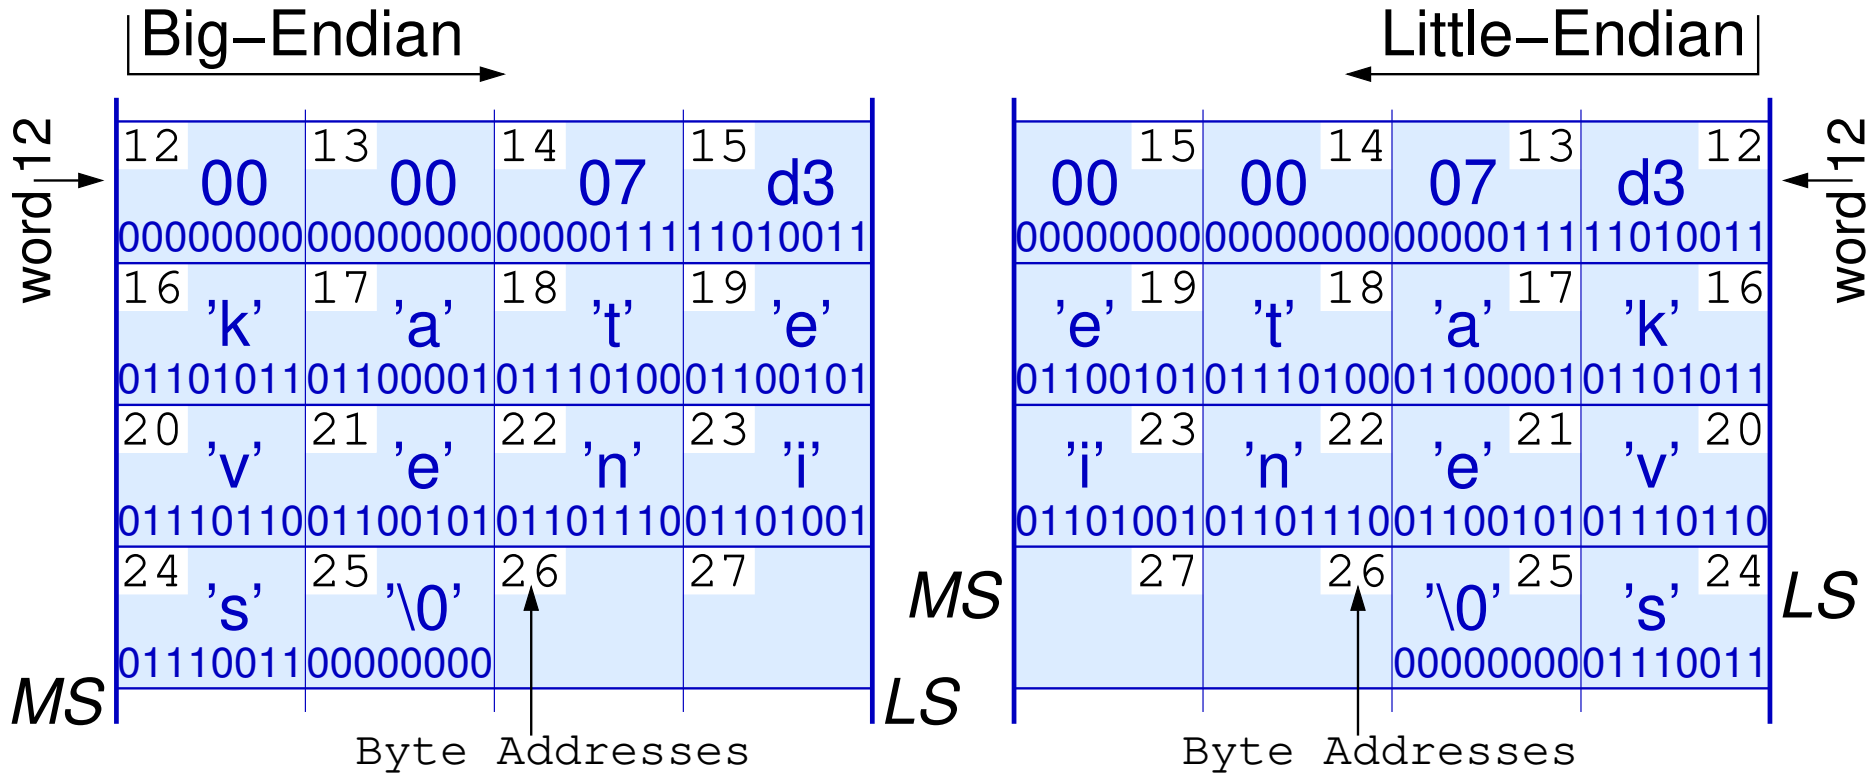 Big–Endian
Little–Endian
word 12
12 13 14 15
00 00 07 d3
00000000 00000000 00000111 11010011
16 17 18 19
'k' 'a' 't' 'e'
01101011 01100001 01110100 01100101
20 21 22 23
'v' 'e' 'n' 'i'
01110110 01100101 01101110 01101001
24 25 26 27
's' '\0'
01110011 00000000
MS
LS
Byte Addresses
15 14 13 12
00 00 07 d3
00000000 00000000 00000111 11010011
19 18 17 16
'e' 't' 'a' 'k'
01100101 01110100 01100001 01101011
23 22 21 20
'i' 'n' 'e' 'v'
01101001 01101110 01100101 01110110
27 26 25 24
'\0' 's'
00000000 01110011
MS
LS
word 12
Byte Addresses